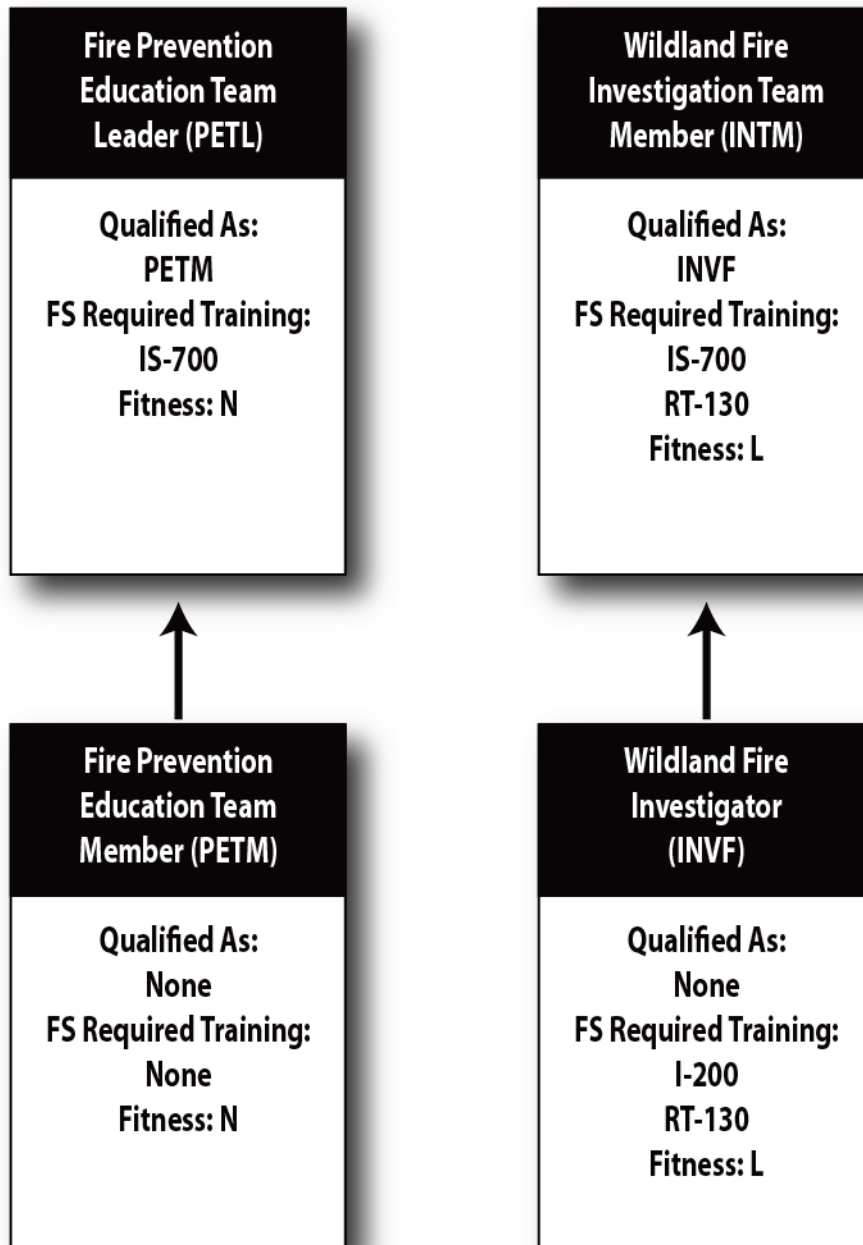 Fire Prevention
Education Team
Leader (PETL)
Qualified As:
PETM
FS Required Training:
IS-700
Fitness: N
Wildland Fire
Investigation Team
Member (INTM)
Qualified As:
INVF
FS Required Training:
IS-700
RT-130
Fitness: L
Fire Prevention
Education Team
Member (PETM)
Qualified As:
None
FS Required Training:
None
Fitness: N
Wildland Fire
Investigator
(INVF)
Qualified As:
None
FS Required Training:
I-200
RT-130
Fitness: L